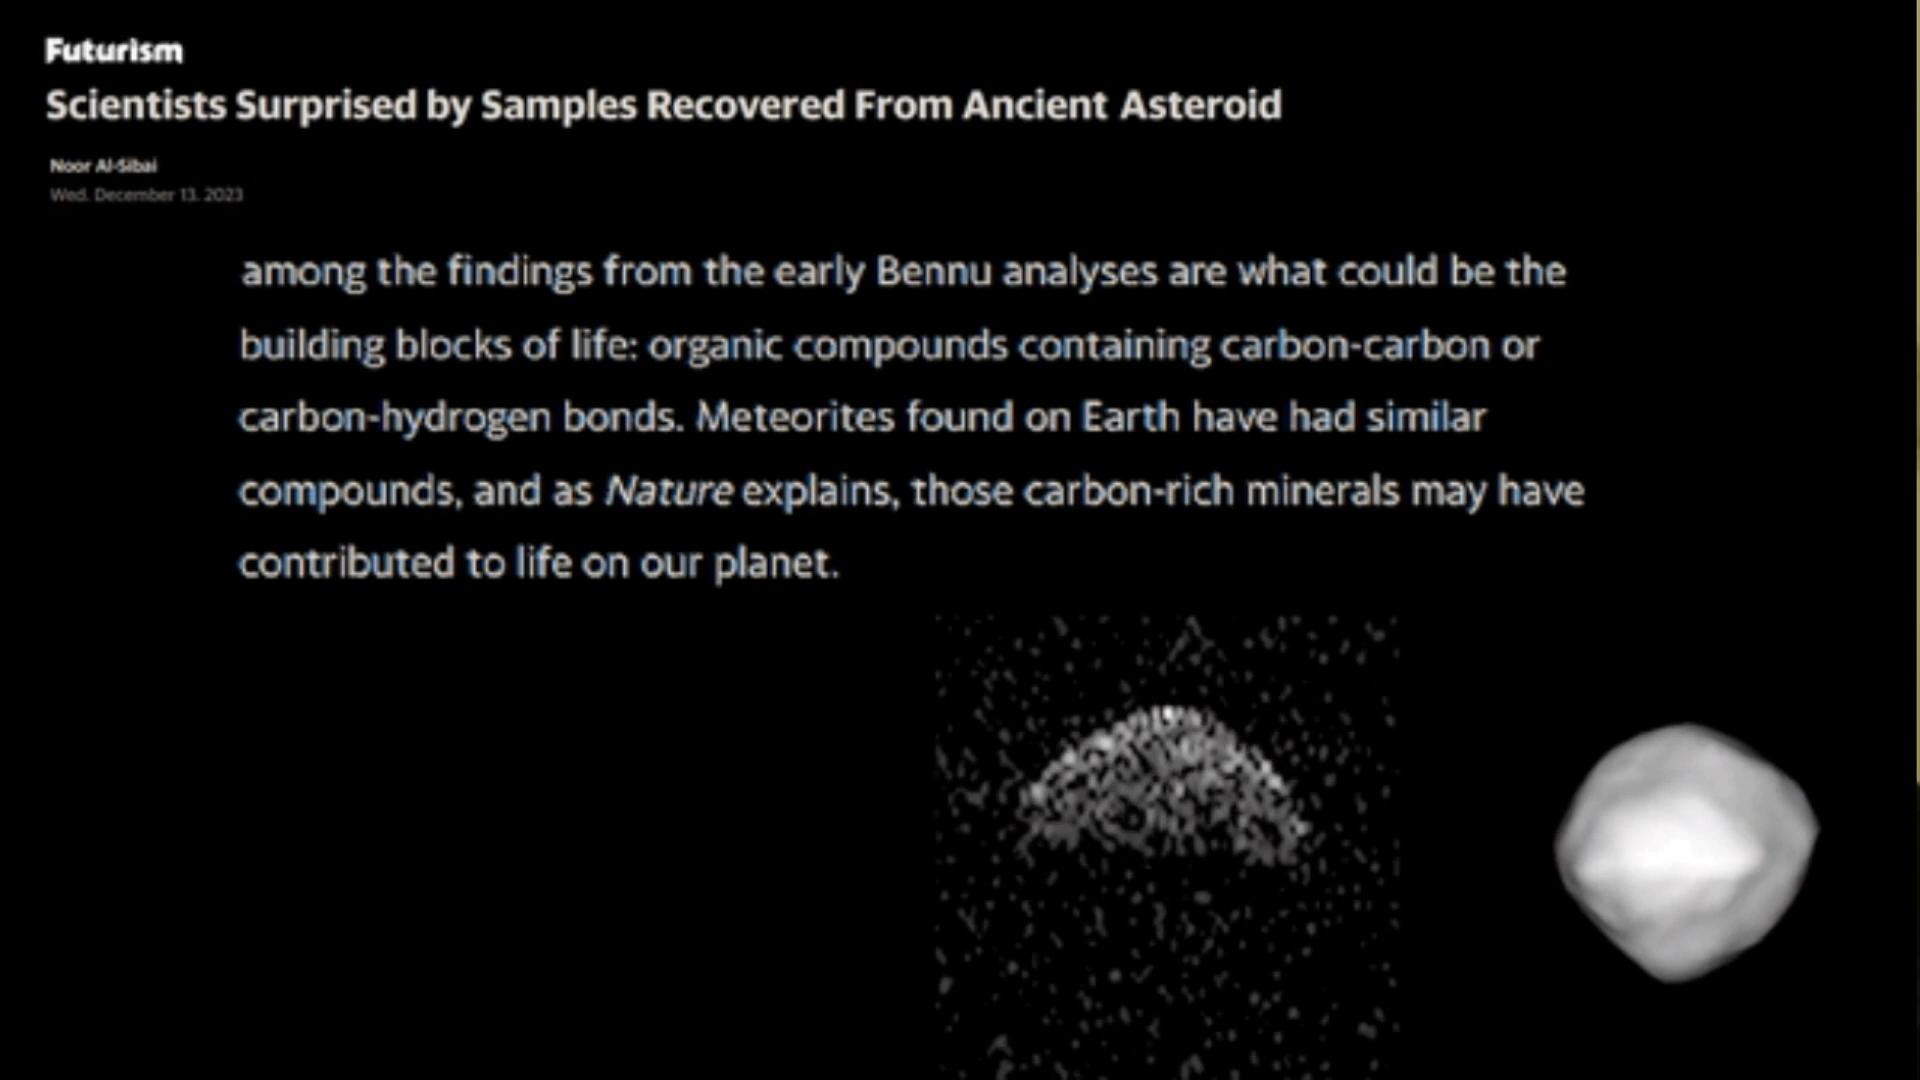 Futurism
Scientists Surprised by Samples Recovered From Ancient Asteroid
Noor Al-Sibai
Wed. December 13. 2023
among the findings from the early Bennu analyses are what could be the
building blocks of life: organic compounds containing carbon-carbon or
carbon-hydrogen bonds. Meteorites found on Earth have had similar
compounds, and as Nature explains, those carbon-rich minerals may have
contributed to life on our planet.